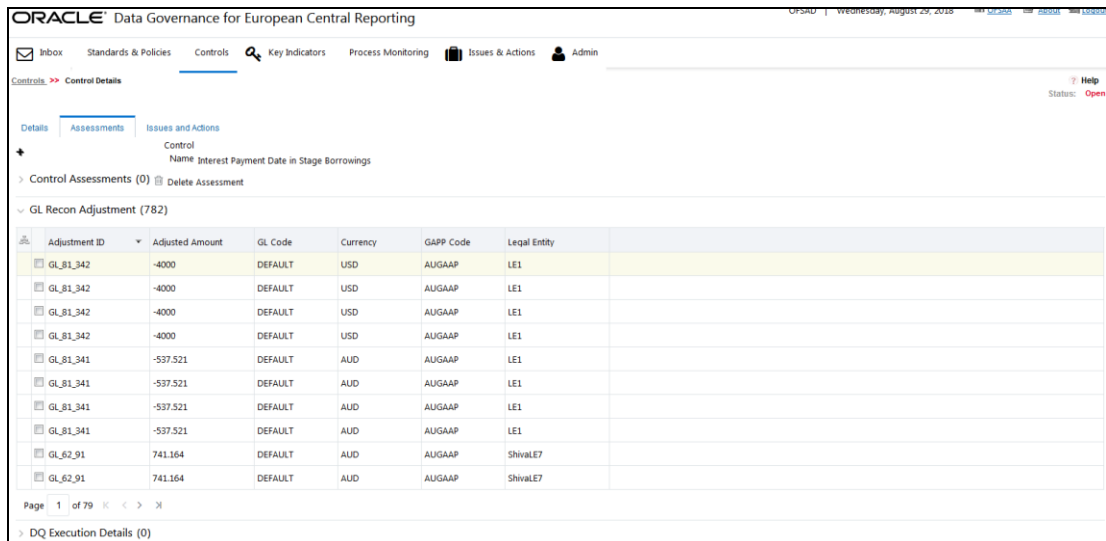 ORACLE® Data Governance for European Central Reporting
OFSAD | Wednesday, August 29, 2018 OFSAA About Logout
Inbox Standards & Policies Controls Key Indicators Process Monitoring Issues & Actions Admin
Controls >> Control Details
? Help
Status: Open
Details Assessments Issues and Actions
Control
Name Interest Payment Date in Stage Borrowings
> Control Assessments (0) Delete Assessment
GL Recon Adjustment (782)
Adjustment ID Adjusted Amount GL Code Currency GAPP Code Legal Entity
GL_81_342 -4000 DEFAULT USD AUGAAP LE1
GL_81_342 -4000 DEFAULT USD AUGAAP LE1
GL_81_342 -4000 DEFAULT USD AUGAAP LE1
GL_81_342 -4000 DEFAULT USD AUGAAP LE1
GL_81_341 -537.521 DEFAULT AUD AUGAAP LE1
GL_81_341 -537.521 DEFAULT AUD AUGAAP LE1
GL_81_341 -537.521 DEFAULT AUD AUGAAP LE1
GL_81_341 -537.521 DEFAULT AUD AUGAAP LE1
GL_62_91 741.164 DEFAULT AUD AUGAAP ShivaLE7
GL_62_91 741.164 DEFAULT AUD AUGAAP ShivaLE7
Page 1 of 79
> DQ Execution Details (0)